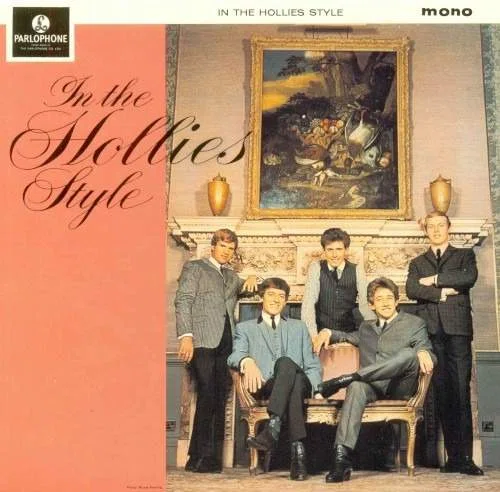 PARLOPHONE
IN THE HOLLIES STYLE
mono
In the
Hollies
Style